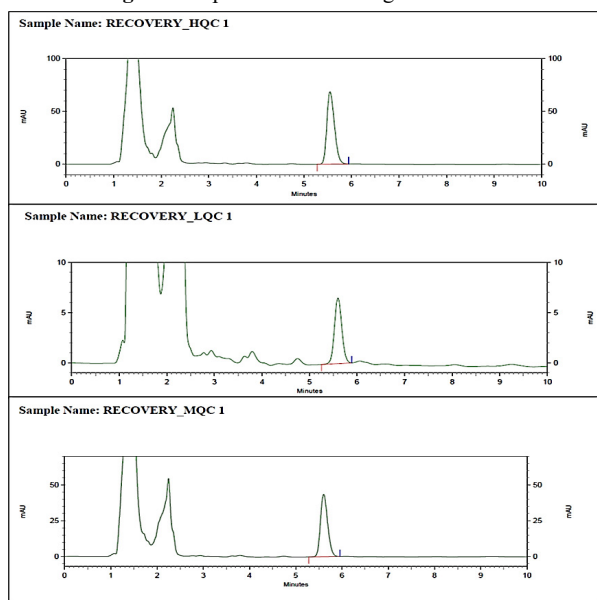 Sample Name: RECOVERY_HQC 1
100 100
50 50
mAU mAU
0 0
0 1 2 3 4 5 6 7 8 9 10
Minutes
Sample Name: RECOVERY_LQC 1
10 10
5 5
mAU mAU
0 0
0 1 2 3 4 5 6 7 8 9 10
Minutes
Sample Name: RECOVERY_MQC 1
50 50
mAU mAU
25 25
0 0
0 1 2 3 4 5 6 7 8 9 10
Minutes